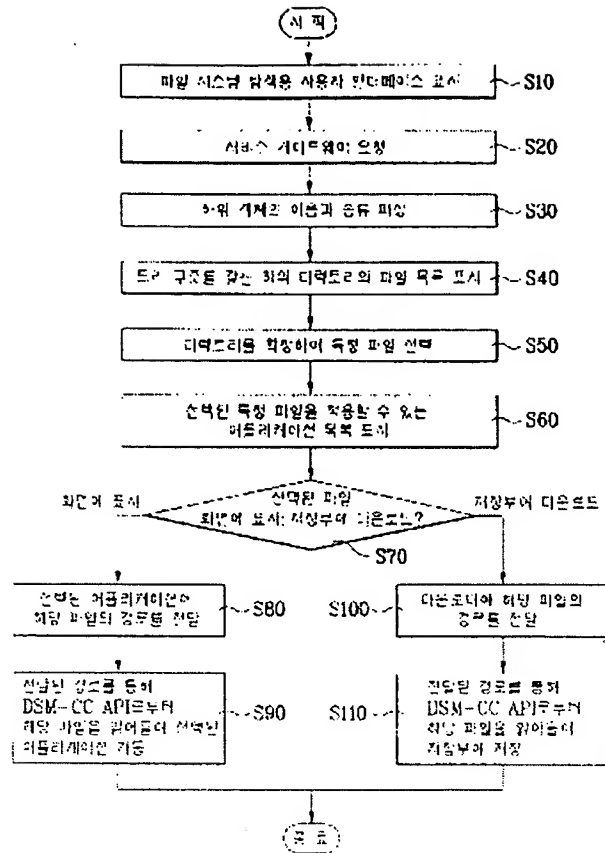 시 작
파일 시스템 탐색용 사용자 인터페이스 표시
S10
서비스 게이트웨이 요청
S20
하위 객체의 이름과 종류 파싱
S30
트리 구조를 갖는 하위 디렉토리의 파일 목록 표시
S40
디렉토리를 확장하여 특정 파일 선택
S50
선택된 특정 파일을 적용할 수 있는
어플리케이션 목록 표시
S60
선택된 파일
화면에 표시
화면에 표시, 저장부에 다운로드?
저장부에 다운로드
S70
선택된 어플리케이션에
해당 파일의 경로를 전달
S80
S100
다운로더에 해당 파일의
경로를 전달
전달된 경로를 통해
DSM-CC API로부터
해당 파일을 읽어들여 선택된
어플리케이션 가동
S90
S110
전달된 경로를 통해
DSM-CC API로부터
해당 파일을 읽어들여
저장부에 저장
종 료